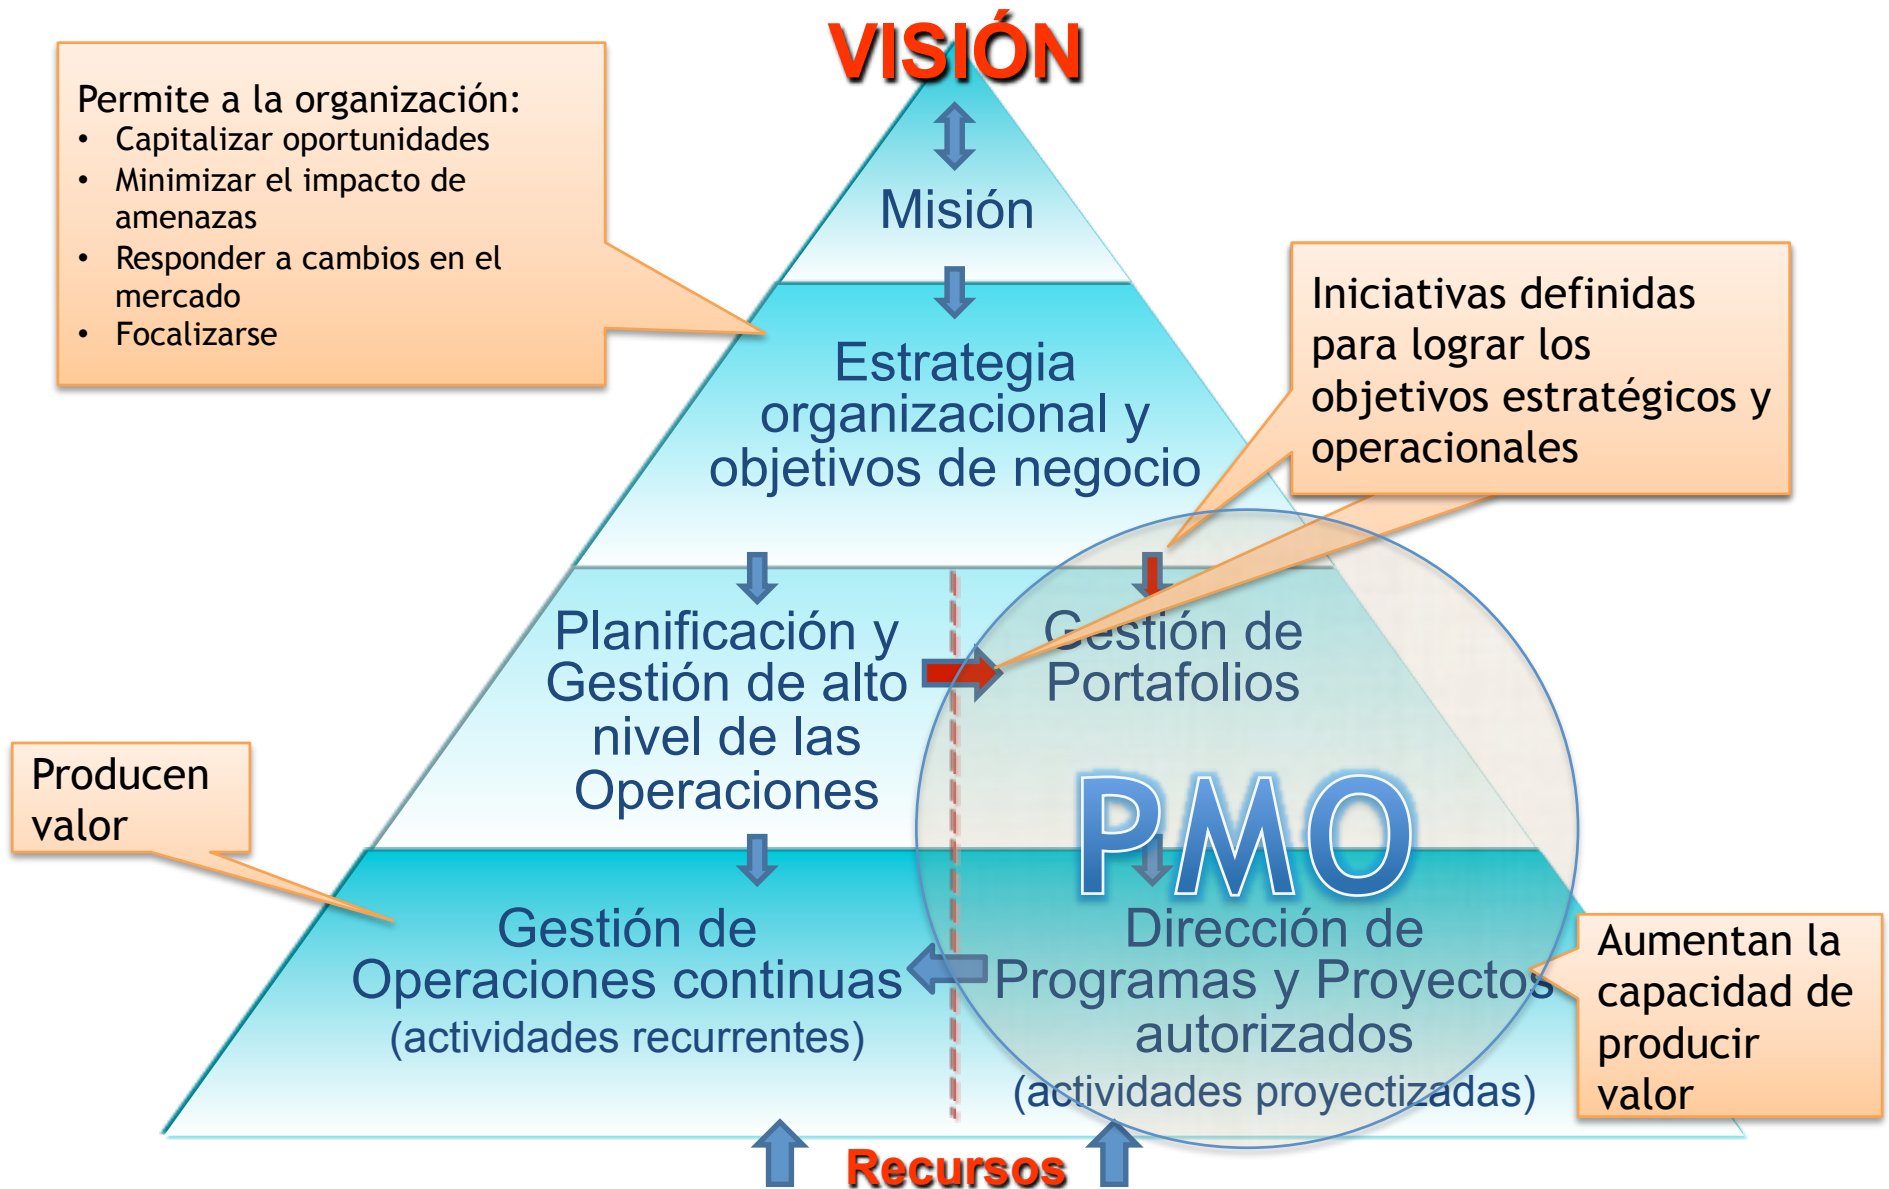 VISIÓN
Permite a la organización:
• Capitalizar oportunidades
• Minimizar el impacto de
amenazas
• Responder a cambios en el
mercado
• Focalizarse
Misión
Iniciativas definidas
para lograr los
objetivos estratégicos y
operacionales
Estrategia
organizacional y
objetivos de negocio
Planificación y
Gestión de alto
nivel de las
Operaciones
Gestión de
Portafolios
PMO
Producen
valor
Gestión de
Operaciones continuas
(actividades recurrentes)
Dirección de
Programas y Proyectos
autorizados
(actividades proyectizadas)
Aumentan la
capacidad de
producir
valor
Recursos